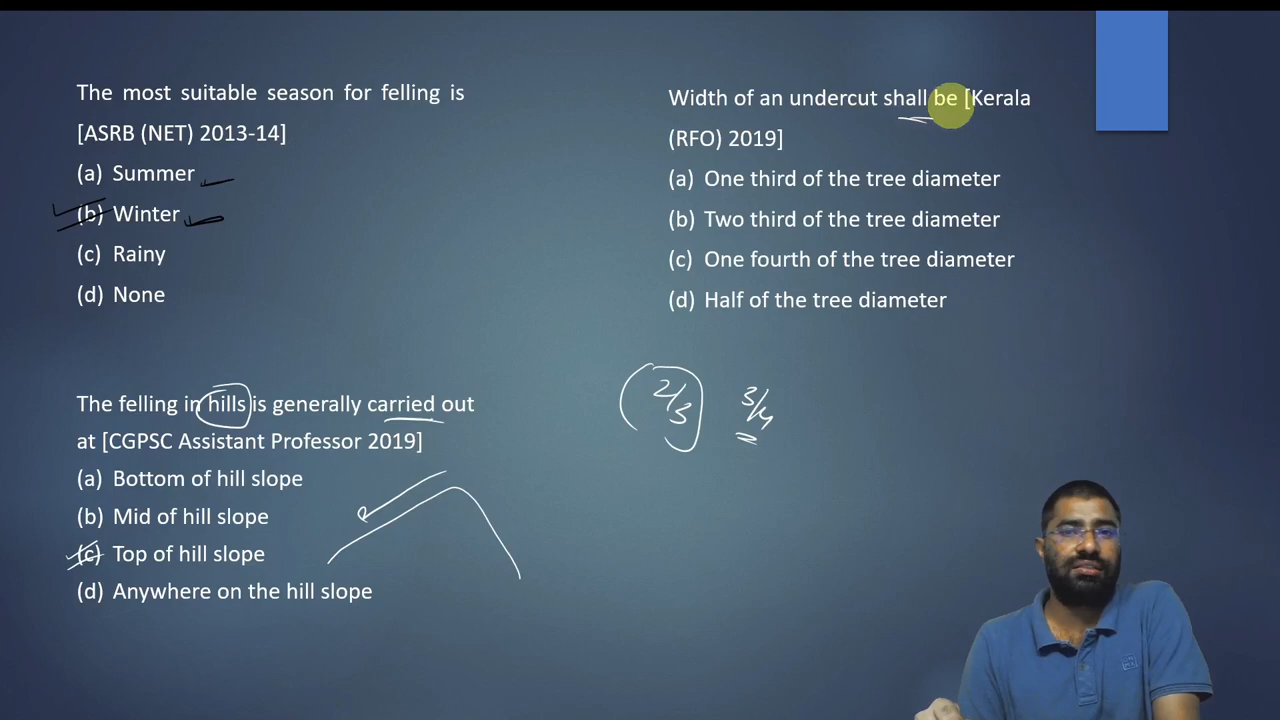 The most suitable season for felling is
[ASRB (NET) 2013-14]
(a) Summer
(b) Winter
(c) Rainy
(d) None
The felling in hills is generally carried out
at [CGPSC Assistant Professor 2019]
(a) Bottom of hill slope
(b) Mid of hill slope
(c) Top of hill slope
(d) Anywhere on the hill slope
Width of an undercut shall be [Kerala
(RFO) 2019]
(a) One third of the tree diameter
(b) Two third of the tree diameter
(c) One fourth of the tree diameter
(d) Half of the tree diameter
2/3 3/4